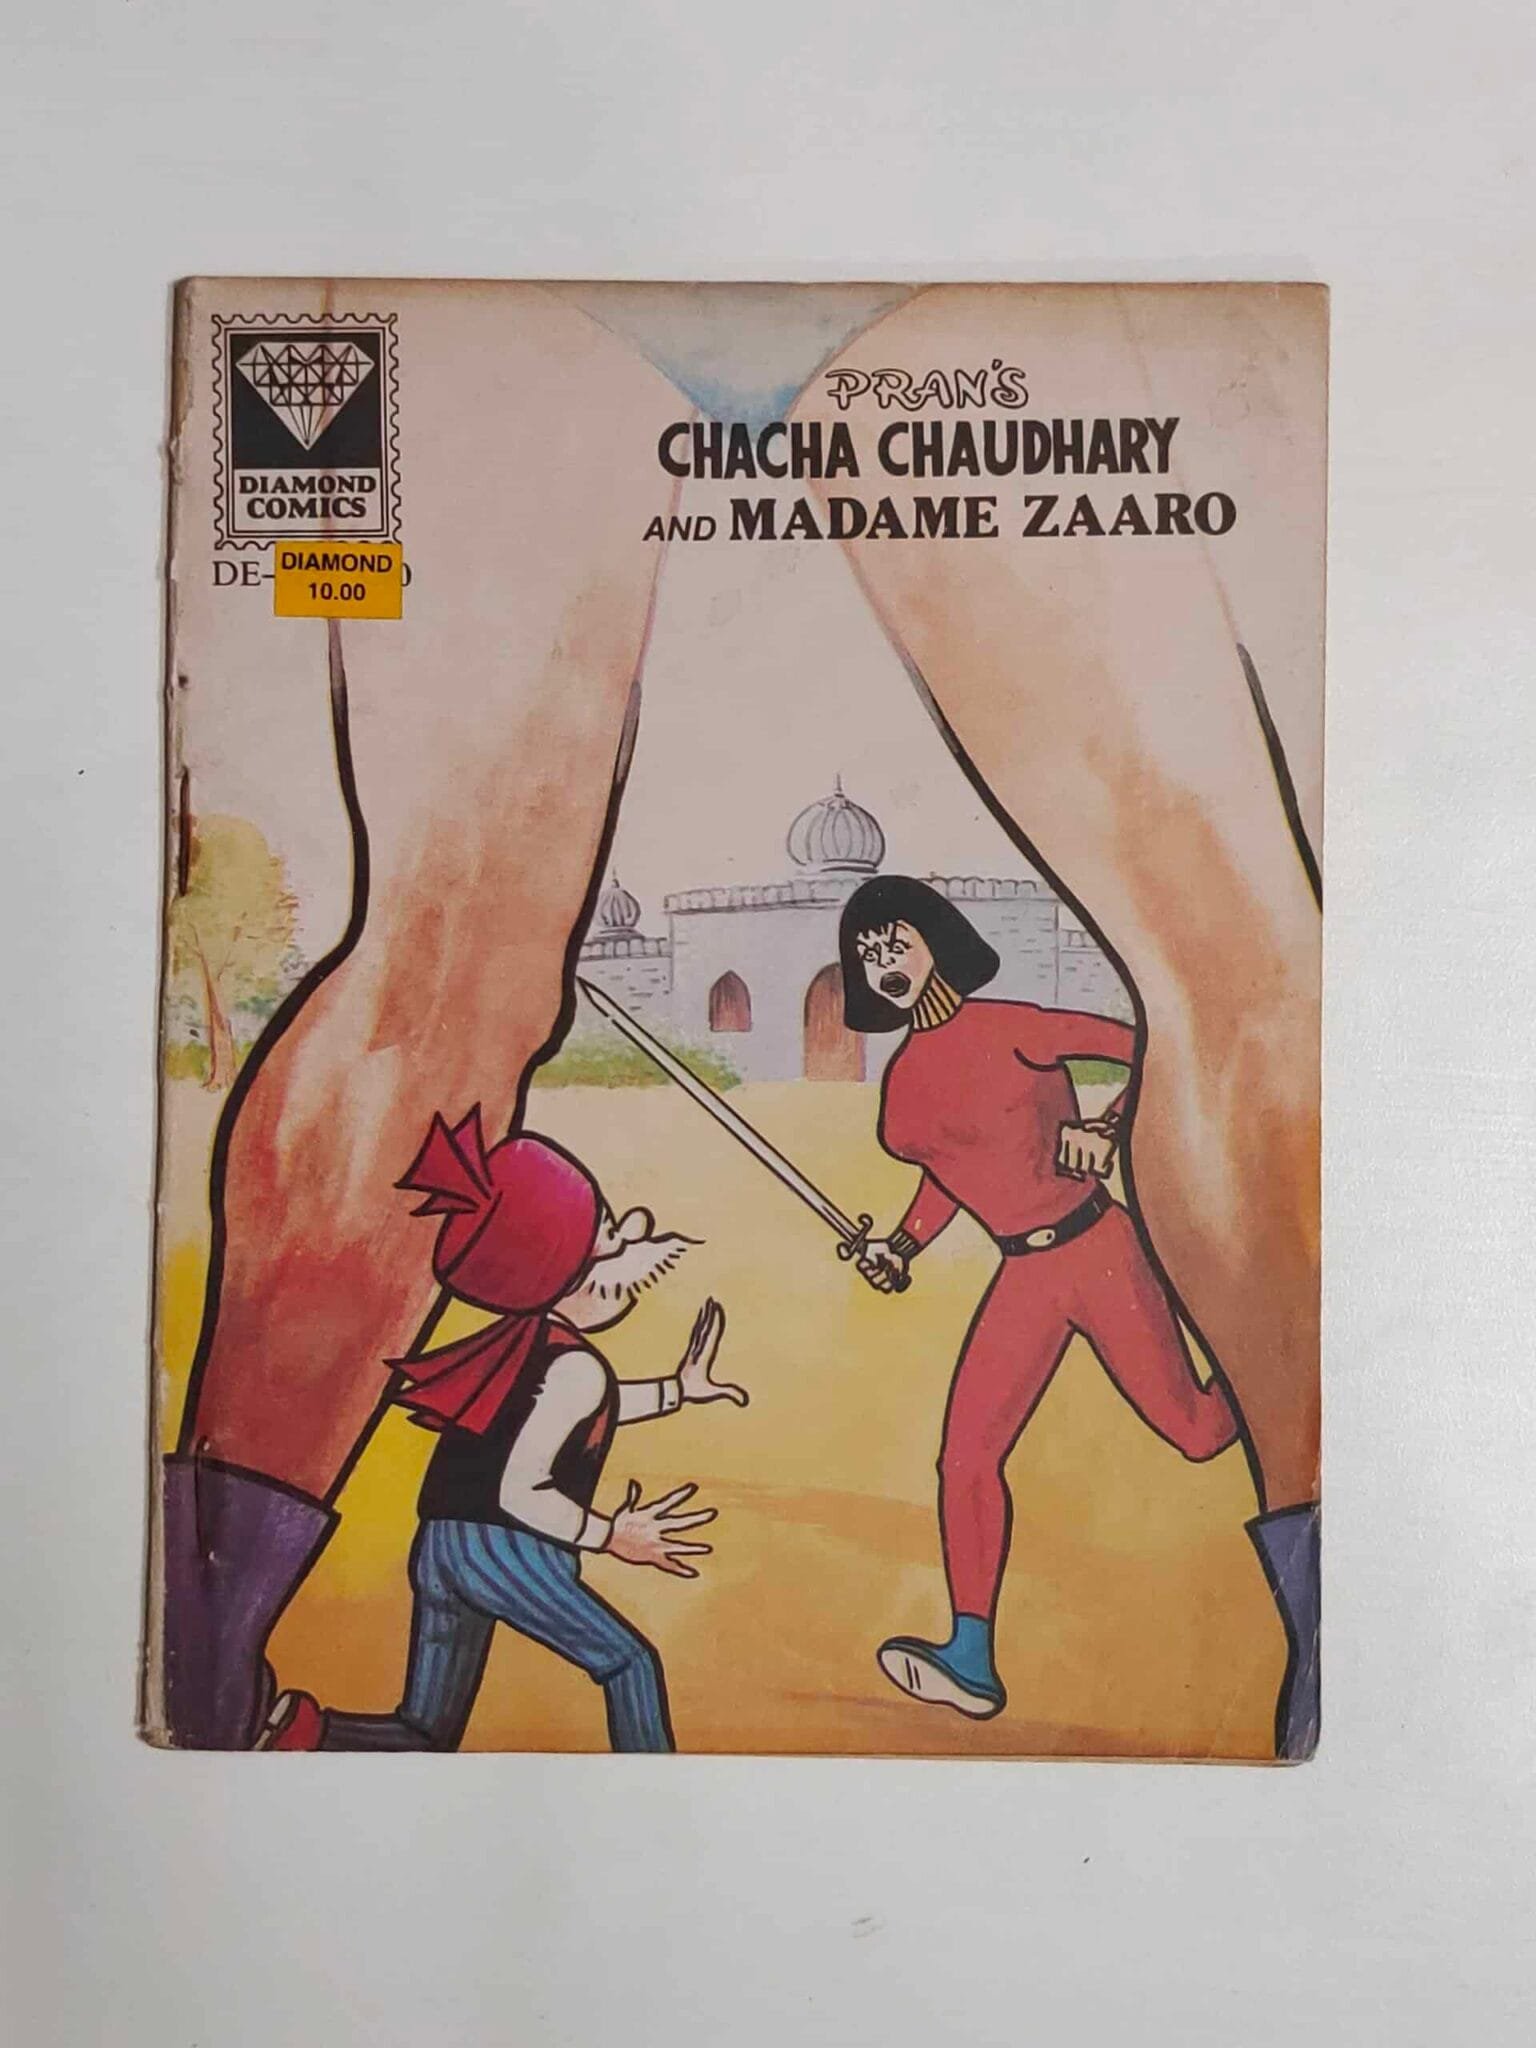 DIAMOND
COMICS
DE-
DIAMOND
10.00
PRAN'S
CHACHA CHAUDHARY
AND MADAME ZAARO